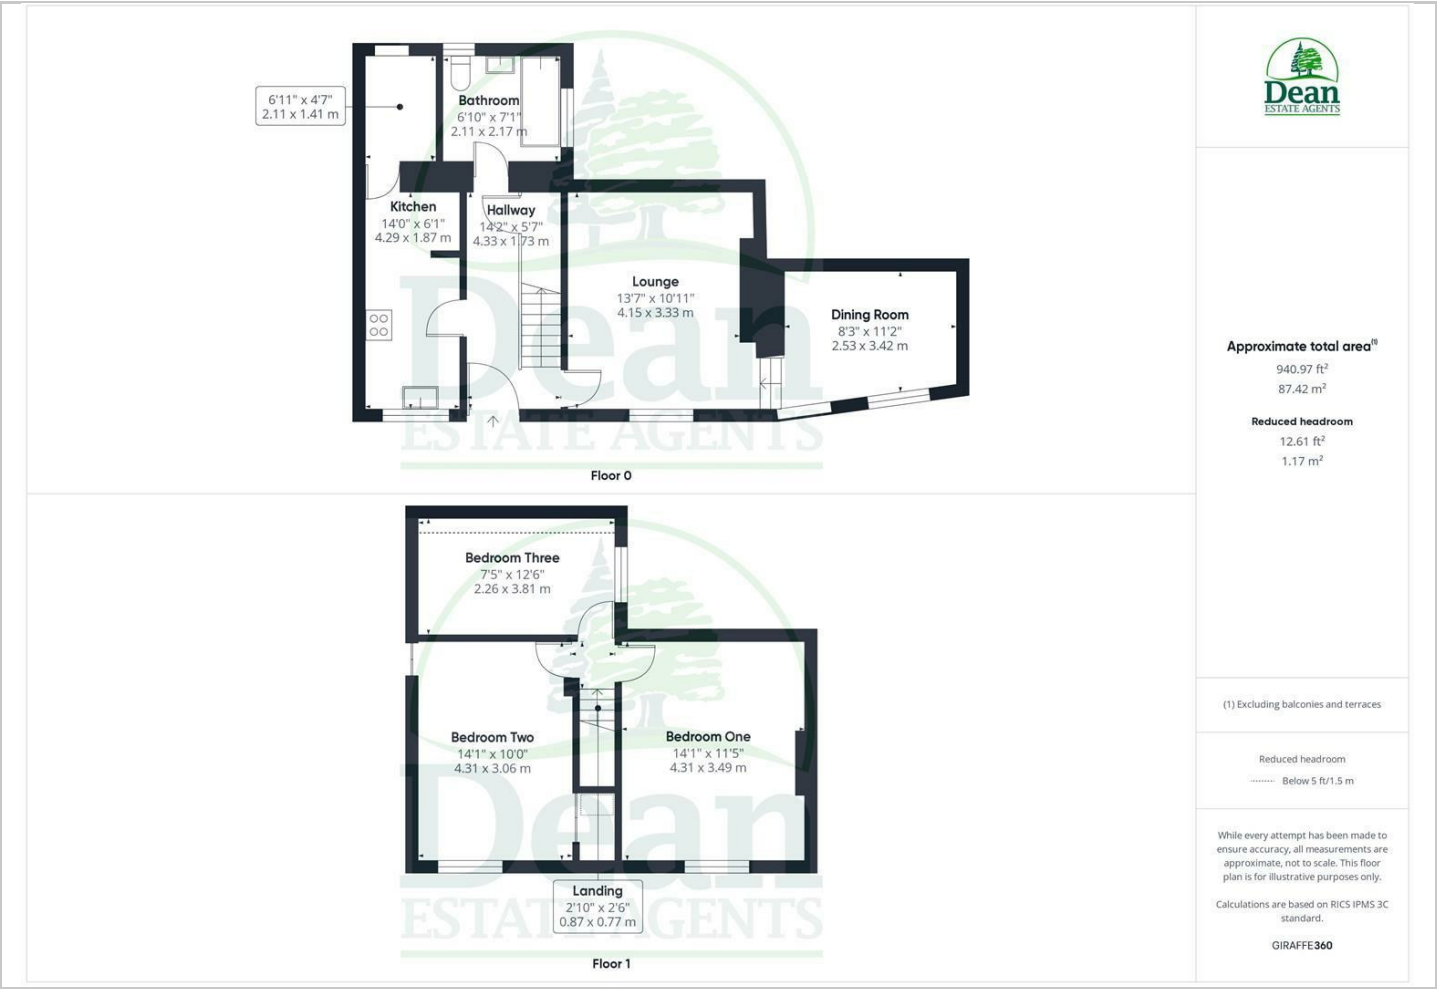 6'11" x 4'7"
2.11 x 1.41 m
Bathroom
6'10" x 7'1"
2.11 x 2.17 m
Kitchen
14'0" x 6'1"
4.29 x 1.87 m
Hallway
14'2" x 5'7"
4.33 x 1.73 m
Lounge
13'7" x 10'11"
4.15 x 3.33 m
Dining Room
8'3" x 11'2"
2.53 x 3.42 m
Dean
ESTATE AGENTS
Floor 0
Bedroom Three
7'5" x 12'6"
2.26 x 3.81 m
Bedroom Two
14'1" x 10'0"
4.31 x 3.06 m
Bedroom One
14'1" x 11'5"
4.31 x 3.49 m
Landing
2'10" x 2'6"
0.87 x 0.77 m
Dean
ESTATE AGENTS
Floor 1
Dean
ESTATE AGENTS
Approximate total area(1)
940.97 ft²
87.42 m²
Reduced headroom
12.61 ft²
1.17 m²
(1) Excluding balconies and terraces
Reduced headroom
Below 5 ft/1.5 m
While every attempt has been made to
ensure accuracy, all measurements are
approximate, not to scale. This floor
plan is for illustrative purposes only.
Calculations are based on RICS IPMS 3C
standard.
GIRAFFE360